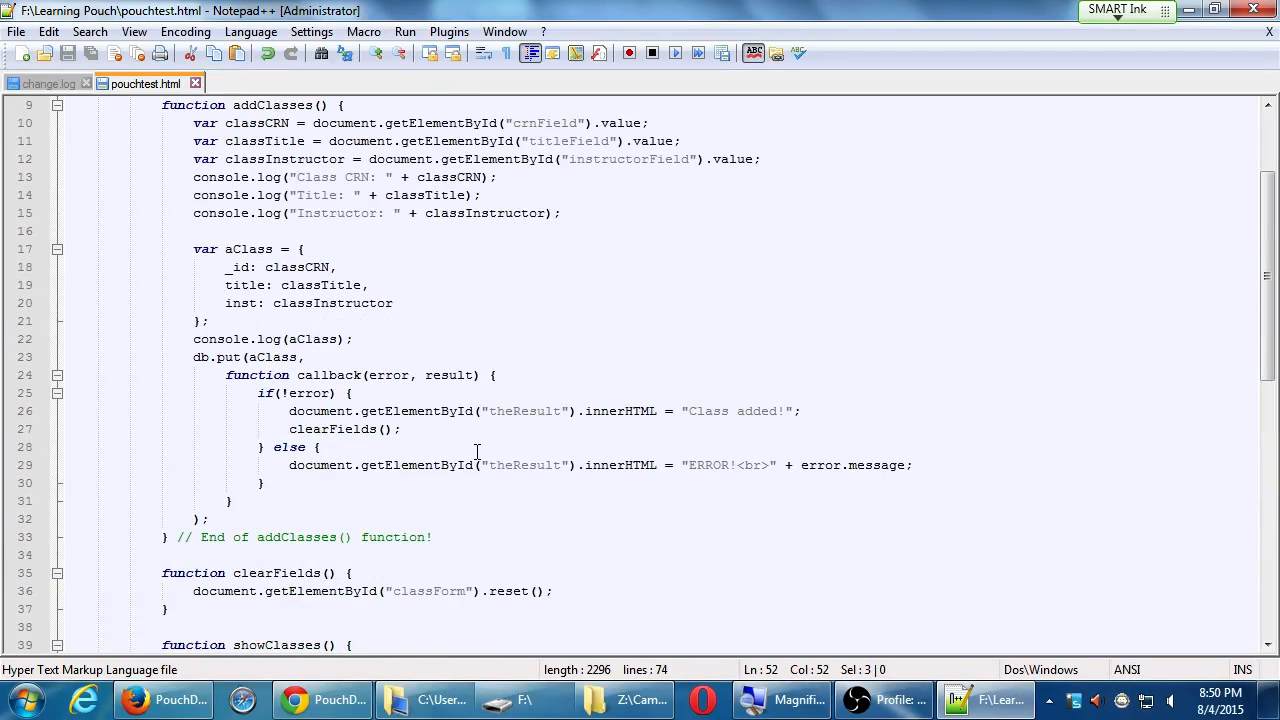 F:\Learning Pouch\pouchtest.html - Notepad++ [Administrator]
SMART Ink
File Edit Search View Encoding Language Settings Macro Run Plugins Window ? X
change.log pouchtest.html
9 function addClasses() {
10 var classCRN = document.getElementById("crnField").value;
11 var classTitle = document.getElementById("titleField").value;
12 var classInstructor = document.getElementById("instructorField").value;
13 console.log("Class CRN: " + classCRN);
14 console.log("Title: " + classTitle);
15 console.log("Instructor: " + classInstructor);
16
17 var aClass = {
18 _id: classCRN,
19 title: classTitle,
20 inst: classInstructor
21 };
22 console.log(aClass);
23 db.put(aClass,
24 function callback(error, result) {
25 if(!error) {
26 document.getElementById("theResult").innerHTML = "Class added!";
27 clearFields();
28 } else {
29 document.getElementById("theResult").innerHTML = "ERROR!<br>" + error.message;
30 }
31 }
32 );
33 } // End of addClasses() function!
34
35 function clearFields() {
36 document.getElementById("classForm").reset();
37 }
38
39 function showClasses() {
Hyper Text Markup Language file length : 2296 lines : 74 Ln : 52 Col : 52 Sel : 3 | 0 Dos\Windows ANSI INS
PouchD... PouchD... C:\User... F:\ Z:\Cam... Magnifi... Profile: ... F:\Lear... 8:50 PM
8/4/2015